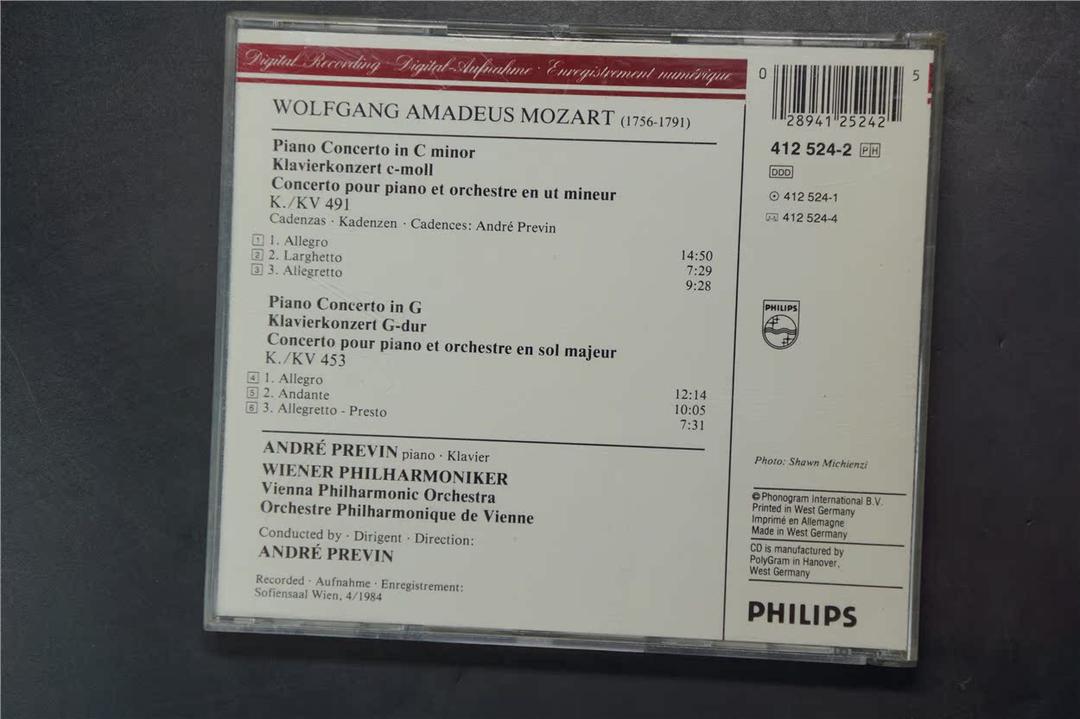 Digital Recording · Digital-Aufnahme · Enregistrement numérique
WOLFGANG AMADEUS MOZART (1756-1791)
Piano Concerto in C minor
Klavierkonzert c-moll
Concerto pour piano et orchestre en ut mineur
K./KV 491
Cadenzas · Kadenzen · Cadences: André Previn
1 1. Allegro 14:50
2 2. Larghetto 7:29
3 3. Allegretto 9:28
Piano Concerto in G
Klavierkonzert G-dur
Concerto pour piano et orchestre en sol majeur
K./KV 453
4 1. Allegro 12:14
5 2. Andante 10:05
6 3. Allegretto - Presto 7:31
ANDRÉ PREVIN piano · Klavier
WIENER PHILHARMONIKER
Vienna Philharmonic Orchestra
Orchestre Philharmonique de Vienne
Conducted by · Dirigent · Direction:
ANDRÉ PREVIN
Recorded · Aufnahme · Enregistrement:
Sofiensaal Wien, 4/1984
0 28941 25242 5
412 524-2 PH
DDD
412 524-1
412 524-4
PHILIPS
Photo: Shawn Michienzi
© Phonogram International B.V.
Printed in West Germany
Imprimé en Allemagne
Made in West Germany
CD is manufactured by
PolyGram in Hanover,
West Germany
PHILIPS